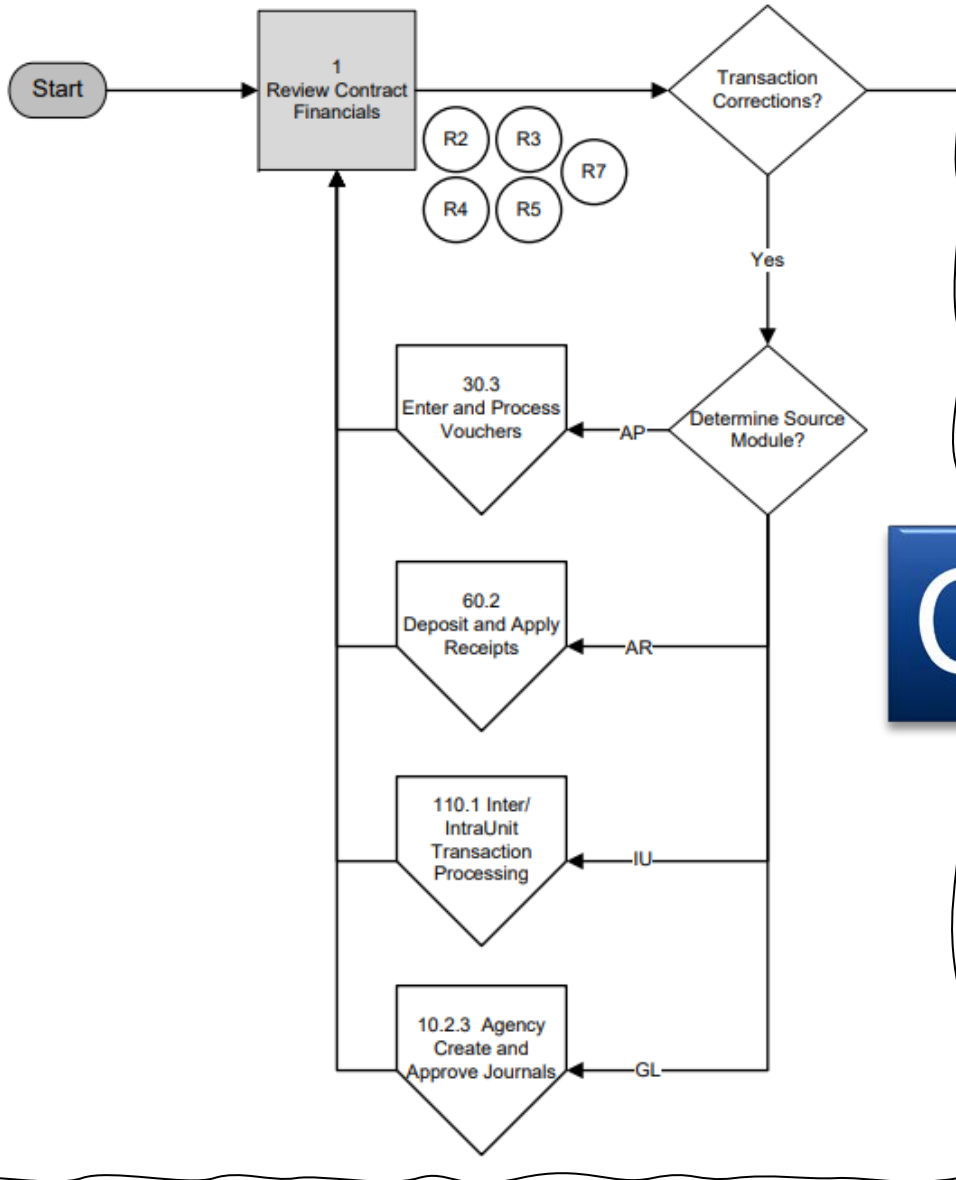 Start
1
Review Contract
Financials
Transaction
Corrections?
R2
R3
R7
R4
R5
Yes
30.3
Enter and Process
Vouchers
AP
Determine Source
Module?
60.2
Deposit and Apply
Receipts
AR
110.1 Inter/
IntraUnit
Transaction
Processing
IU
10.2.3 Agency
Create and
Approve Journals
GL